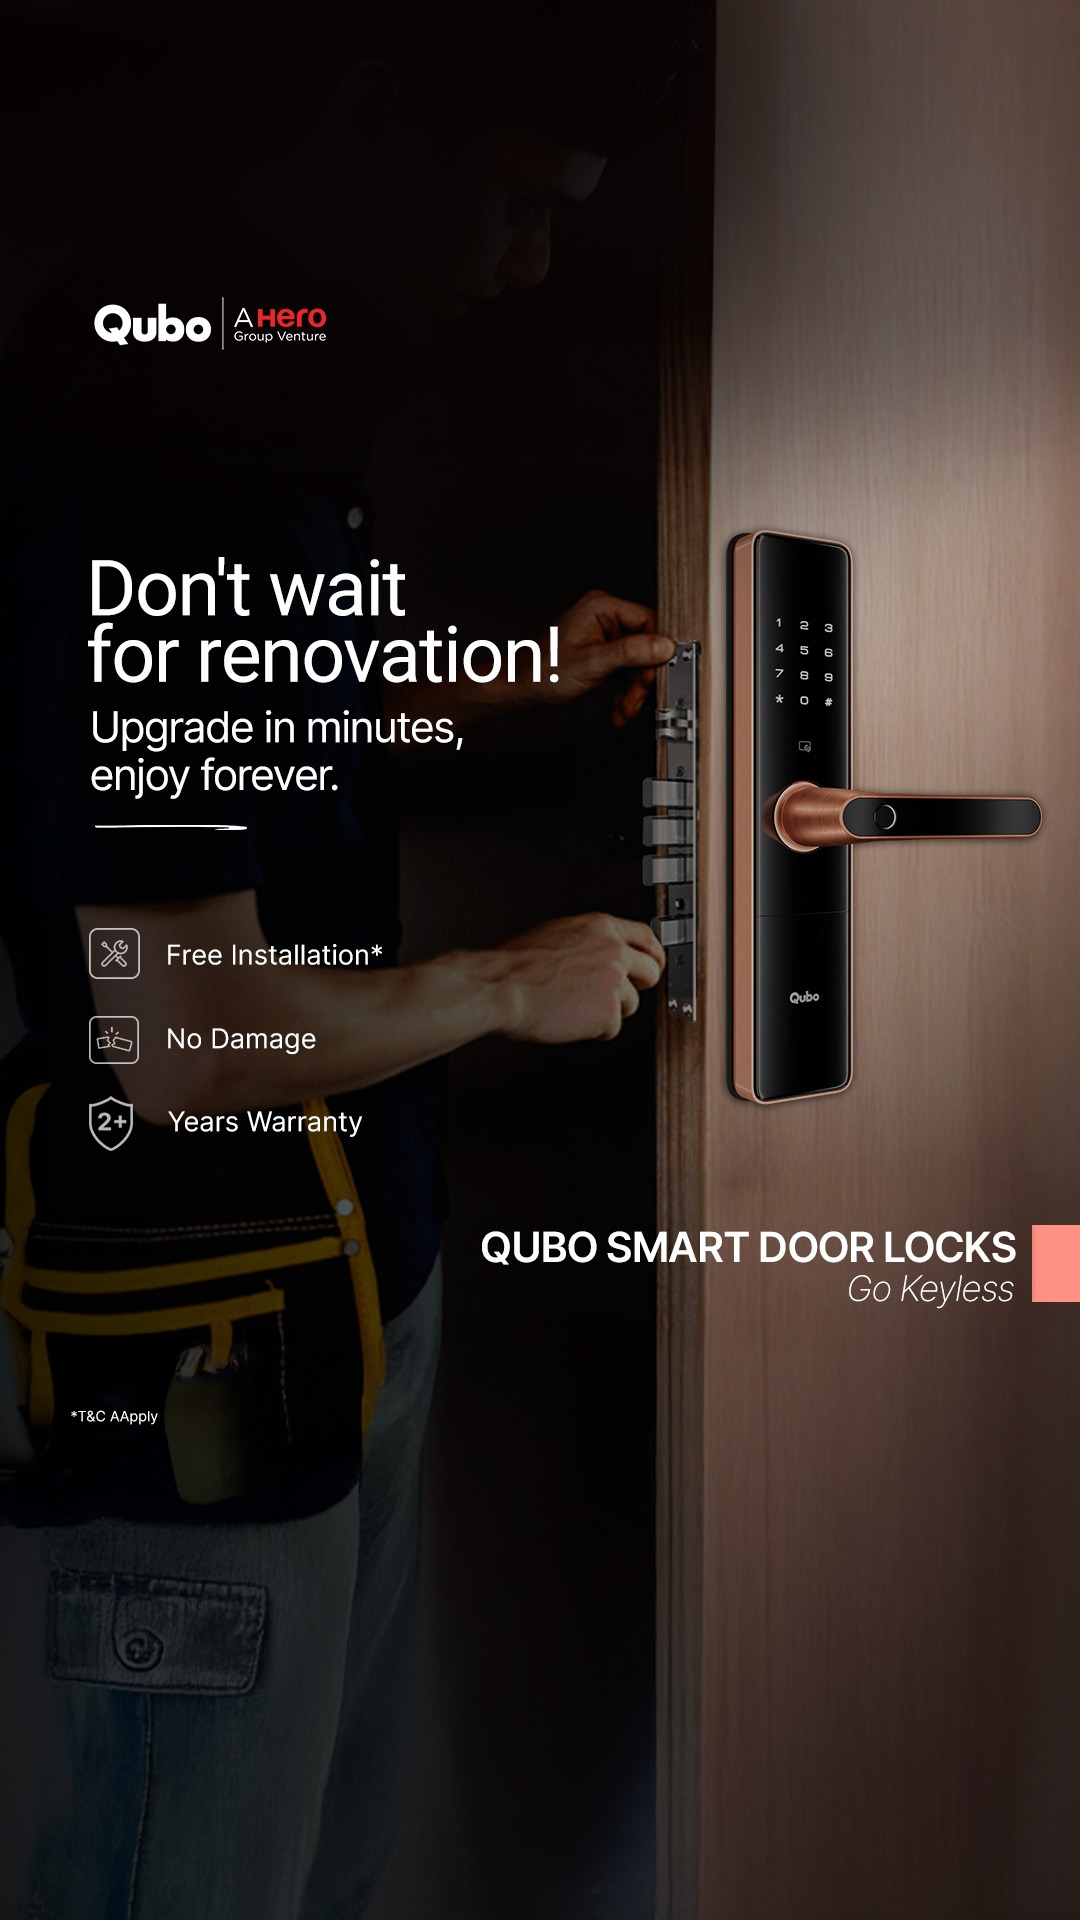 Qubo
A Hero
Group Venture
Don't wait
for renovation!
Upgrade in minutes,
enjoy forever.
Free Installation*
No Damage
2+ Years Warranty
1 2 3
4 5 6
7 8 9
* 0 #
Qubo
QUBO SMART DOOR LOCKS
Go Keyless
*T&C AApply